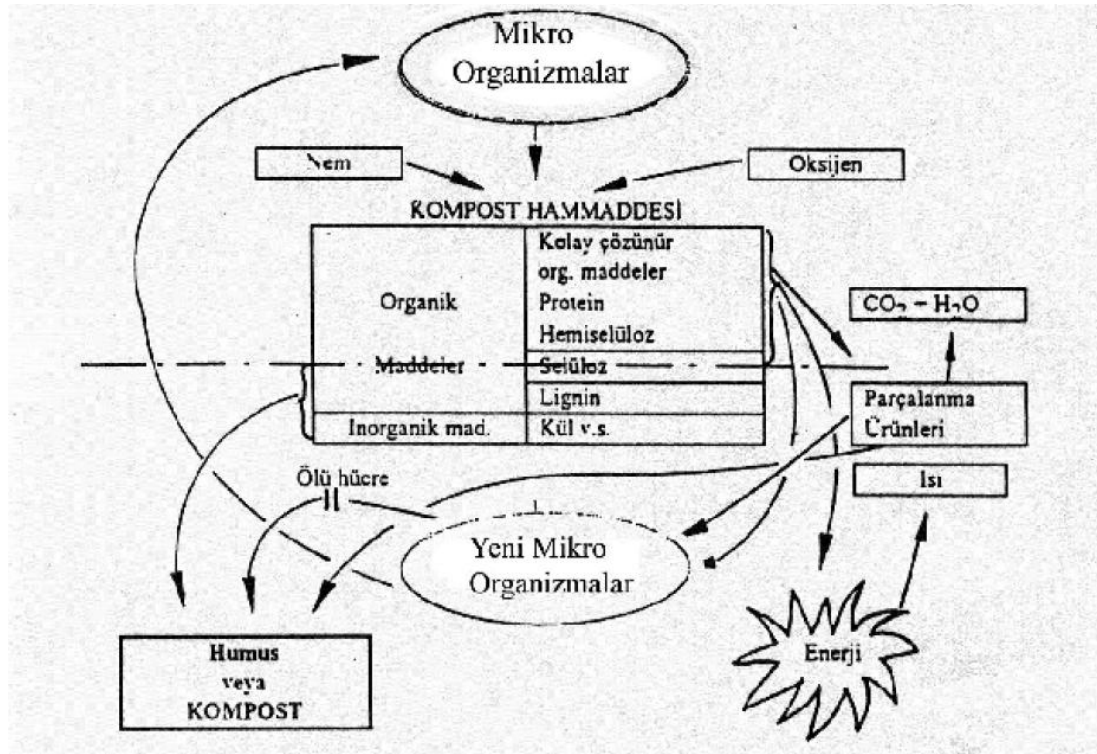 Mikro
Organizmalar
Nem
Oksijen
KOMPOST HAMMADDESİ
Organik
Maddeler
Kolay çözünür
org. maddeler
Protein
Hemiselüloz
Selüloz
Lignin
Inorganik mad.
Kül v.s.
CO2 – H2O
Parçalanma
Ürünleri
Isı
Ölü hücre
Yeni Mikro
Organizmalar
Enerji
Humus
veya
KOMPOST